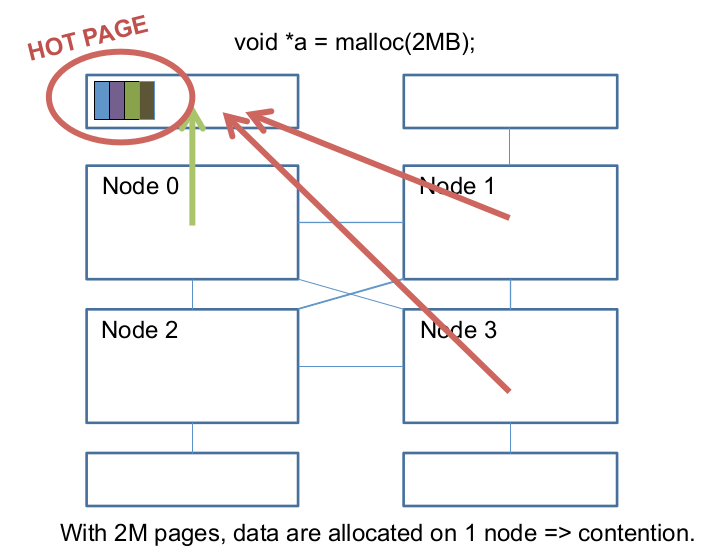 HOT PAGE
void *a = malloc(2MB);
Node 0
Node 1
Node 2
Node 3
With 2M pages, data are allocated on 1 node => contention.